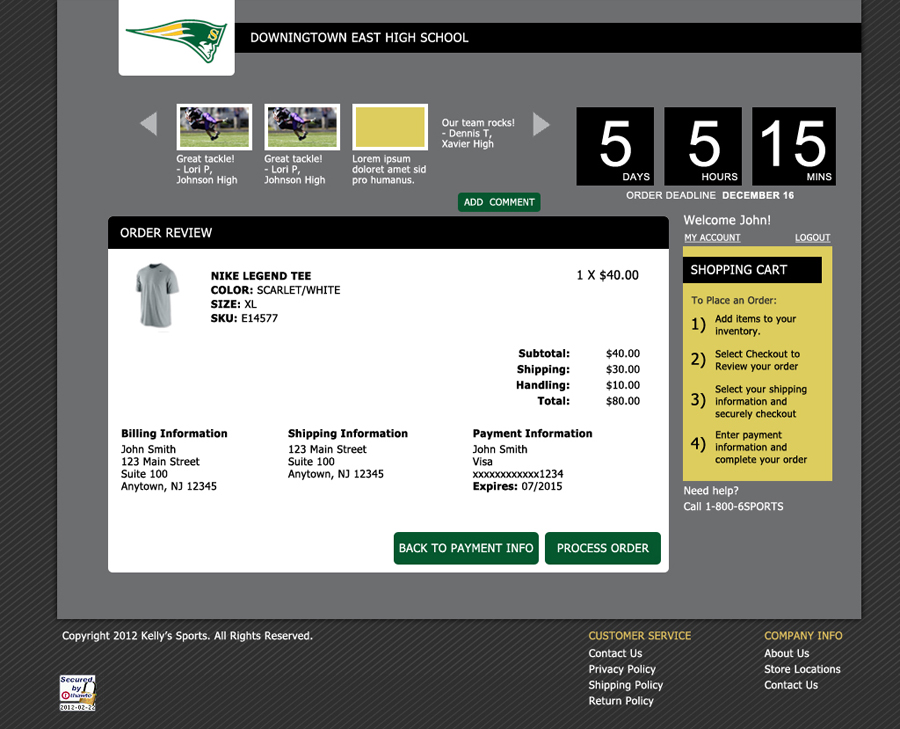 S
DOWNINGTOWN EAST HIGH SCHOOL
Great tackle!
- Lori P,
Johnson High
Great tackle!
- Lori P,
Johnson High
Lorem ipsum
doloret amet sid
pro humanus.
Our team rocks!
- Dennis T,
Xavier High
ADD COMMENT
5 DAYS
5 HOURS
15 MINS
ORDER DEADLINE DECEMBER 16
Welcome John!
MY ACCOUNT LOGOUT
ORDER REVIEW
NIKE LEGEND TEE
COLOR: SCARLET/WHITE
SIZE: XL
SKU: E14577
1 X $40.00
Subtotal: $40.00
Shipping: $30.00
Handling: $10.00
Total: $80.00
Billing Information
John Smith
123 Main Street
Suite 100
Anytown, NJ 12345
Shipping Information
123 Main Street
Suite 100
Anytown, NJ 12345
Payment Information
John Smith
Visa
xxxxxxxxxxxx1234
Expires: 07/2015
BACK TO PAYMENT INFO
PROCESS ORDER
SHOPPING CART
To Place an Order:
1) Add items to your
inventory.
2) Select Checkout to
Review your order
3) Select your shipping
information and
securely checkout
4) Enter payment
information and
complete your order
Need help?
Call 1-800-6SPORTS
Copyright 2012 Kelly's Sports. All Rights Reserved.
Secured
by
thawte
2012-02-22
CUSTOMER SERVICE
Contact Us
Privacy Policy
Shipping Policy
Return Policy
COMPANY INFO
About Us
Store Locations
Contact Us